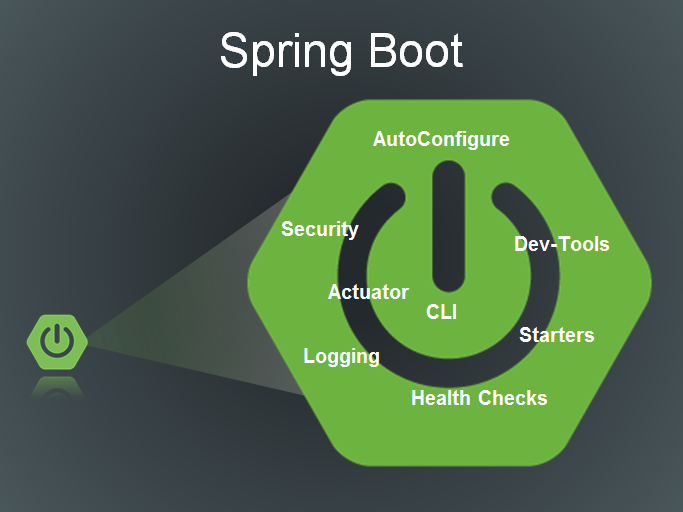 Spring Boot
AutoConfigure
Security
Dev-Tools
Actuator
CLI
Starters
Logging
Health Checks